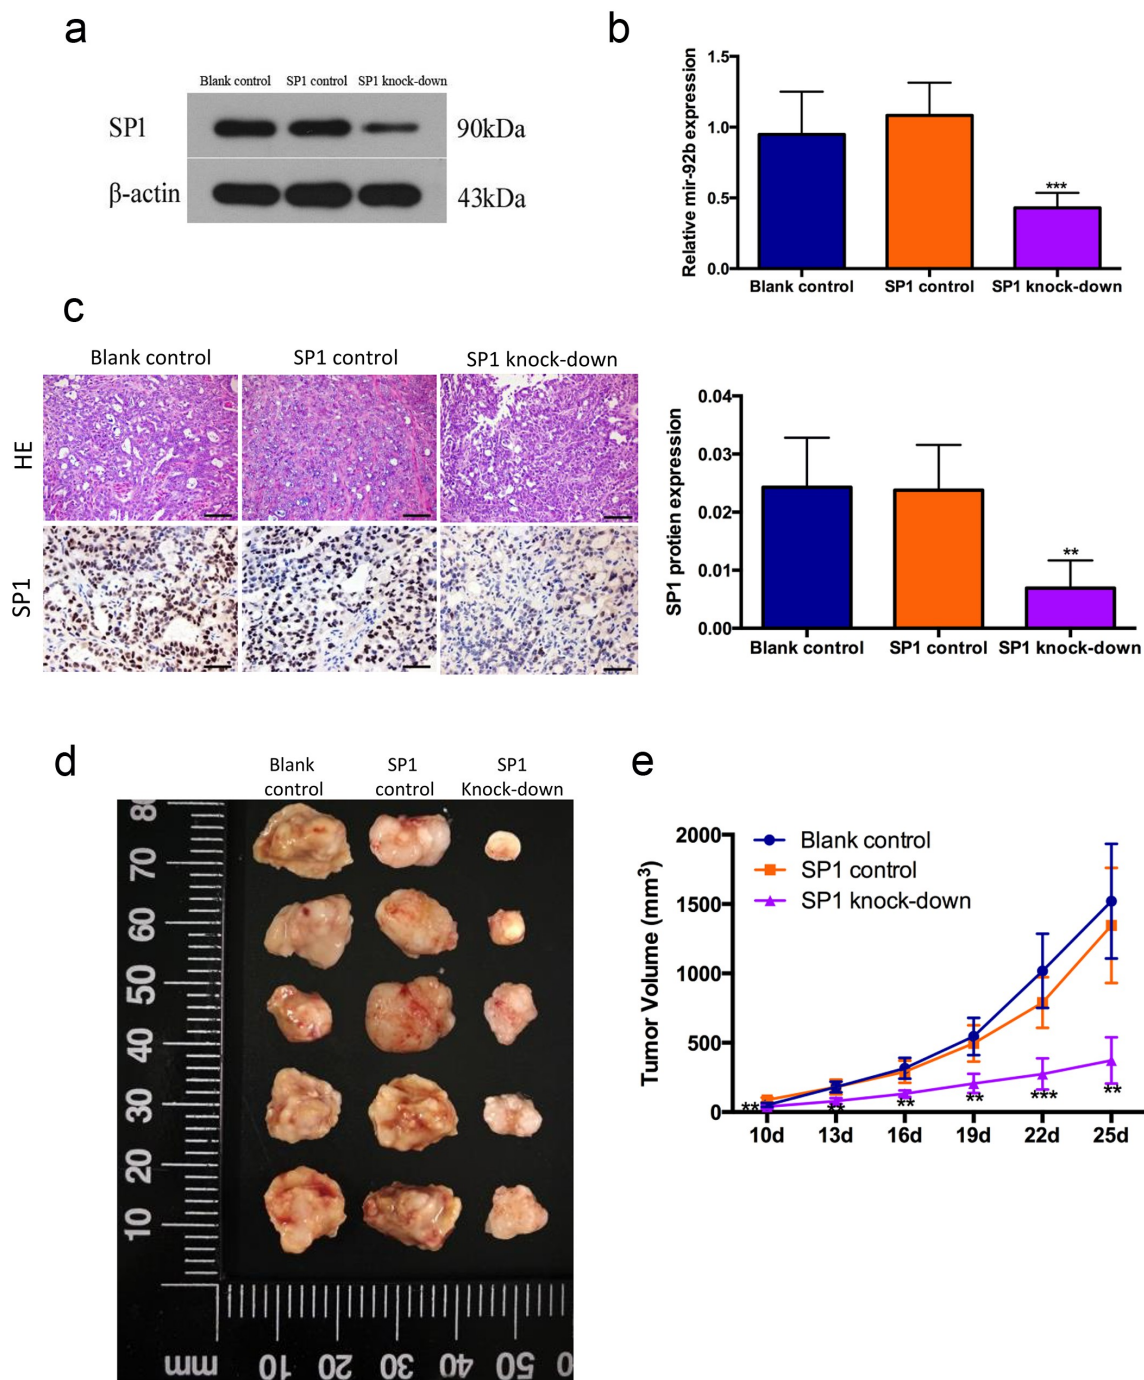 a
Blank control SP1 control SP1 knock-down
SP1 90kDa
β-actin 43kDa
b
Relative mir-92b expression
1.5
1.0
0.5
0.0
***
Blank control SP1 control SP1 knock-down
c
Blank control SP1 control SP1 knock-down
HE
SP1
SP1 protien expression
0.04
0.03
0.02
0.01
0.00
**
Blank control SP1 control SP1 knock-down
d
Blank SP1 SP1
control control Knock-down
80
70
60
50
40
30
20
10
mm 10 20 30 40 50
e
Tumor Volume (mm³)
2000
1500
1000
500
0
Blank control
SP1 control
SP1 knock-down
** ** ** ** *** **
10d 13d 16d 19d 22d 25d